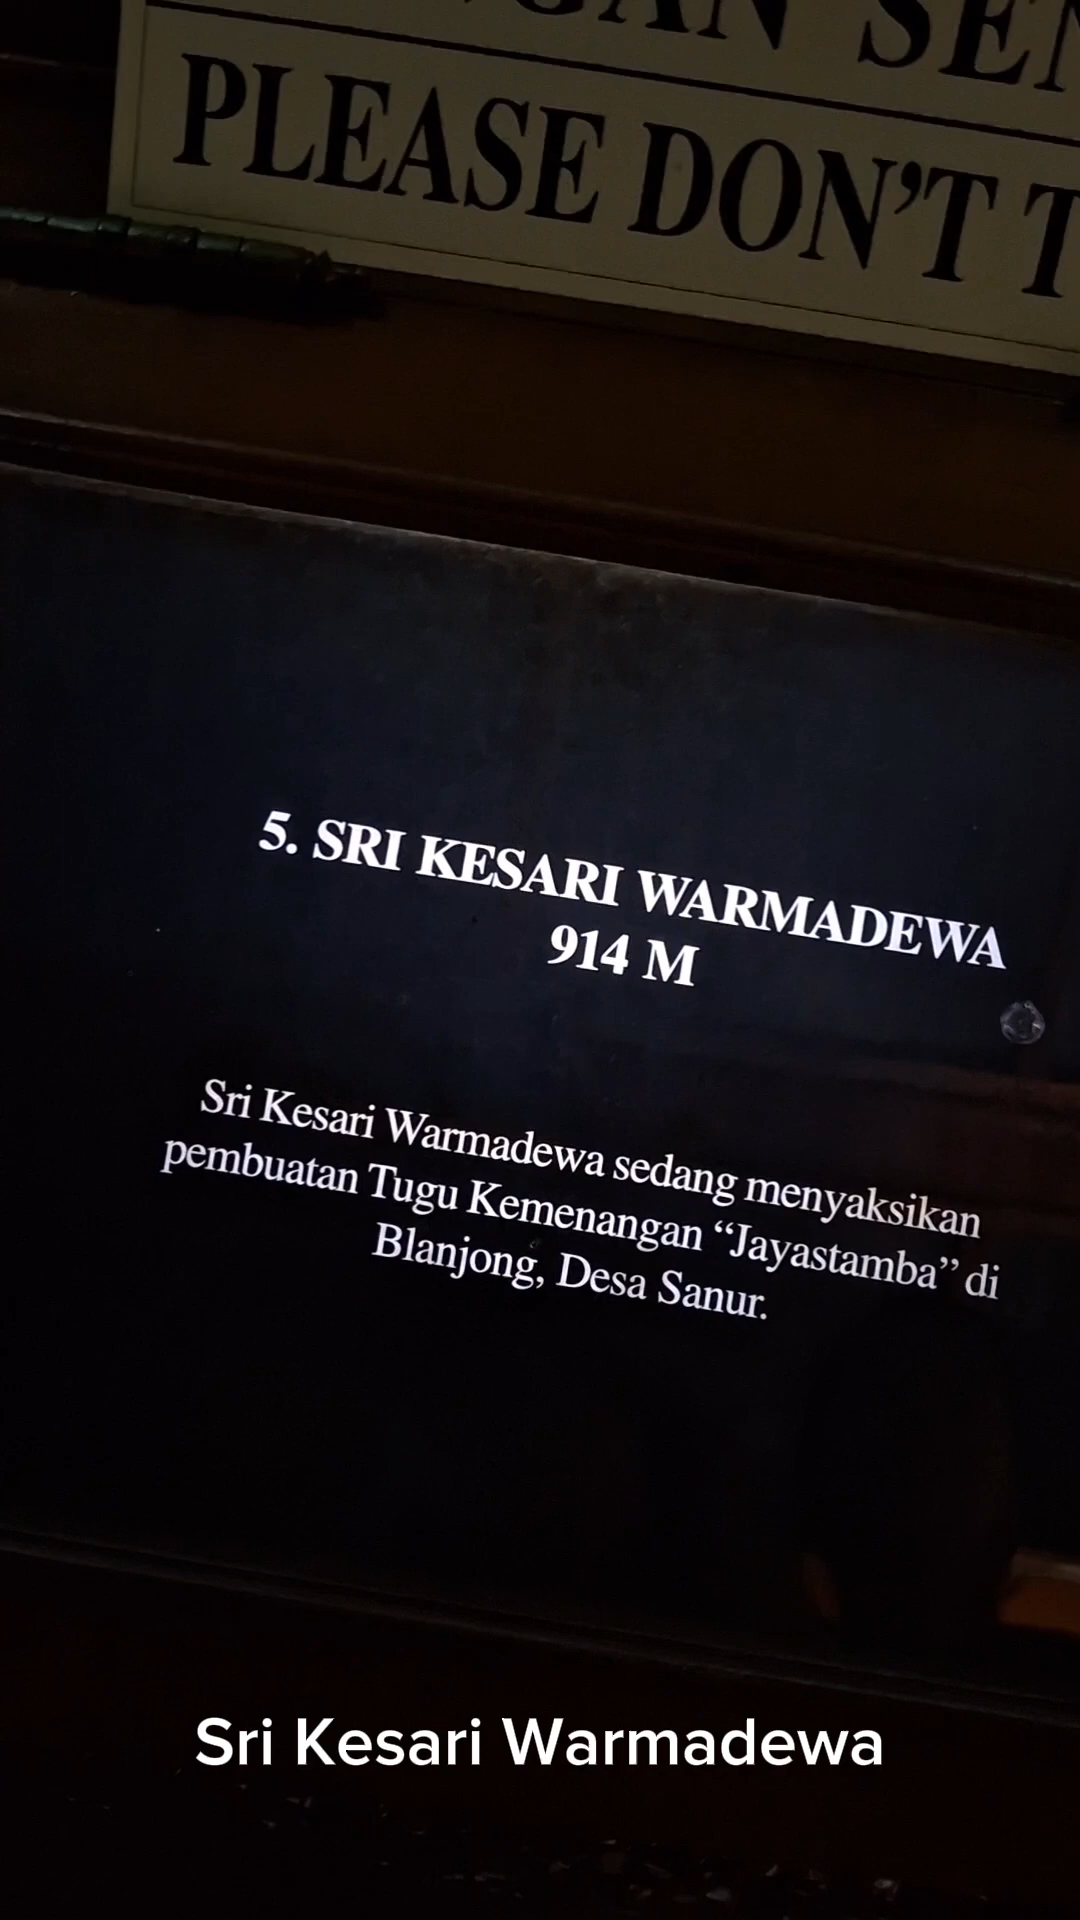 SEN
PLEASE DON'T T
5. SRI KESARI WARMADEWA
914 M
Sri Kesari Warmadewa sedang menyaksikan
pembuatan Tugu Kemenangan “Jayastamba” di
Blanjong, Desa Sanur.
Sri Kesari Warmadewa